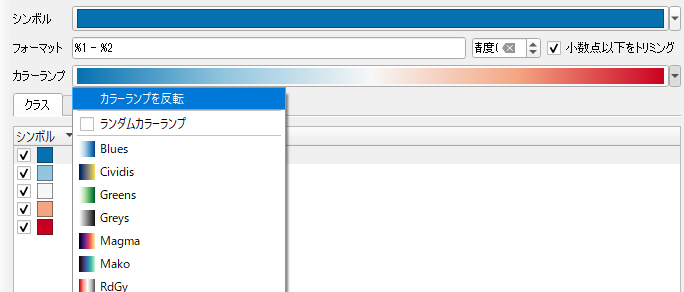 シンボル
フォーマット %1 - %2 小数点以下をトリミング
カラーランプ
カラーランプを反転
クラス
ランダムカラーランプ
シンボル
Blues
Cividis
Greens
Greys
Magma
Mako
RdGy